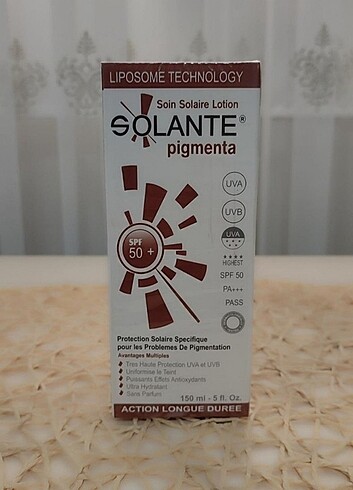 LIPOSOME TECHNOLOGY
Soin Solaire Lotion
SOLANTE®
pigmenta
UVA
UVB
SPF
50 +
UVA
HIGHEST
SPF 50
PA+++
PASS
Protection Solaire Specifique
pour les Problemes De Pigmentation
Avantages Multiples
Tres Haute Protection UVA et UVB
Uniformise le Teint
Puissants Effets Antioxydants
Ultra Hydratant
Sans Parfum
150 ml - 5 fl. Oz.
ACTION LONGUE DUREE